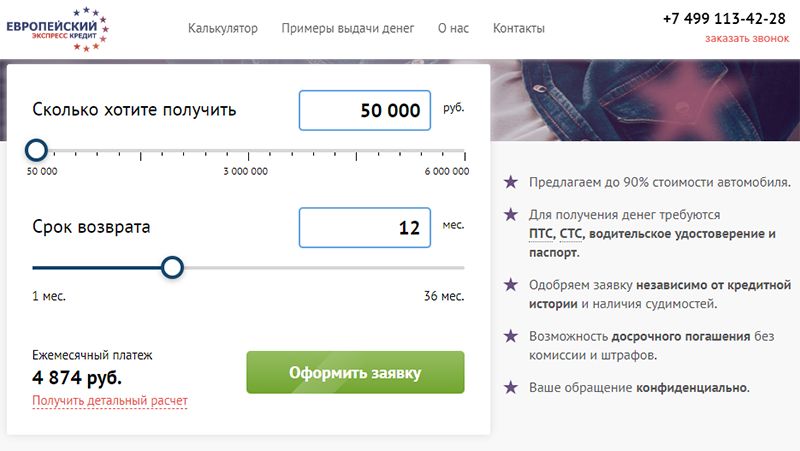 ЕВРОПЕЙСКИЙ
ЭКСПРЕСС КРЕДИТ
Калькулятор
Примеры выдачи денег
О нас
Контакты
+7 499 113-42-28
заказать звонок
Сколько хотите получить
50 000
руб.
50 000
3 000 000
6 000 000
Срок возврата
12
мес.
1 мес.
36 мес.
Ежемесячный платеж
4 874 руб.
Получить детальный расчет
Оформить заявку
Предлагаем до 90% стоимости автомобиля.
Для получения денег требуются
ПТС, СТС, водительское удостоверение и
паспорт.
Одобряем заявку независимо от кредитной
истории и наличия судимостей.
Возможность досрочного погашения без
комиссии и штрафов.
Ваше обращение конфиденциально.